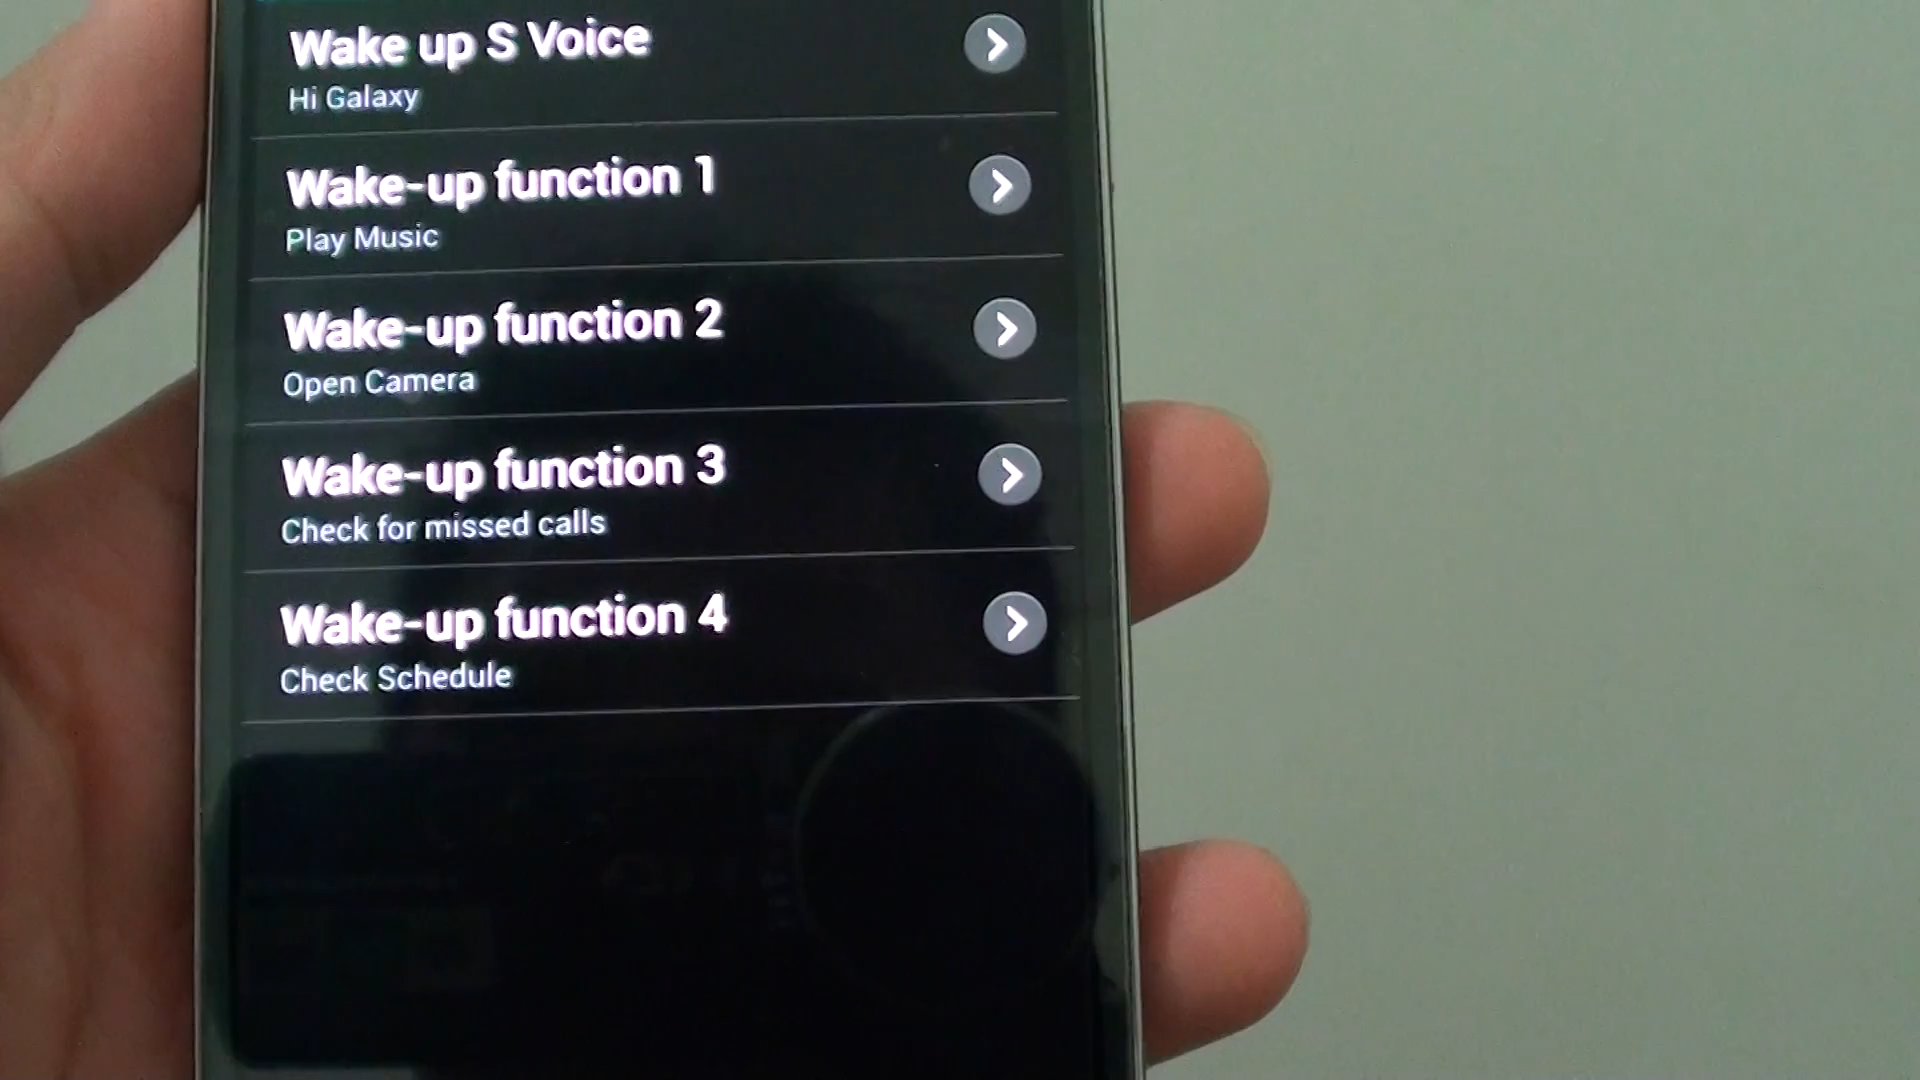 Wake up S Voice
Hi Galaxy
Wake-up function 1
Play Music
Wake-up function 2
Open Camera
Wake-up function 3
Check for missed calls
Wake-up function 4
Check Schedule